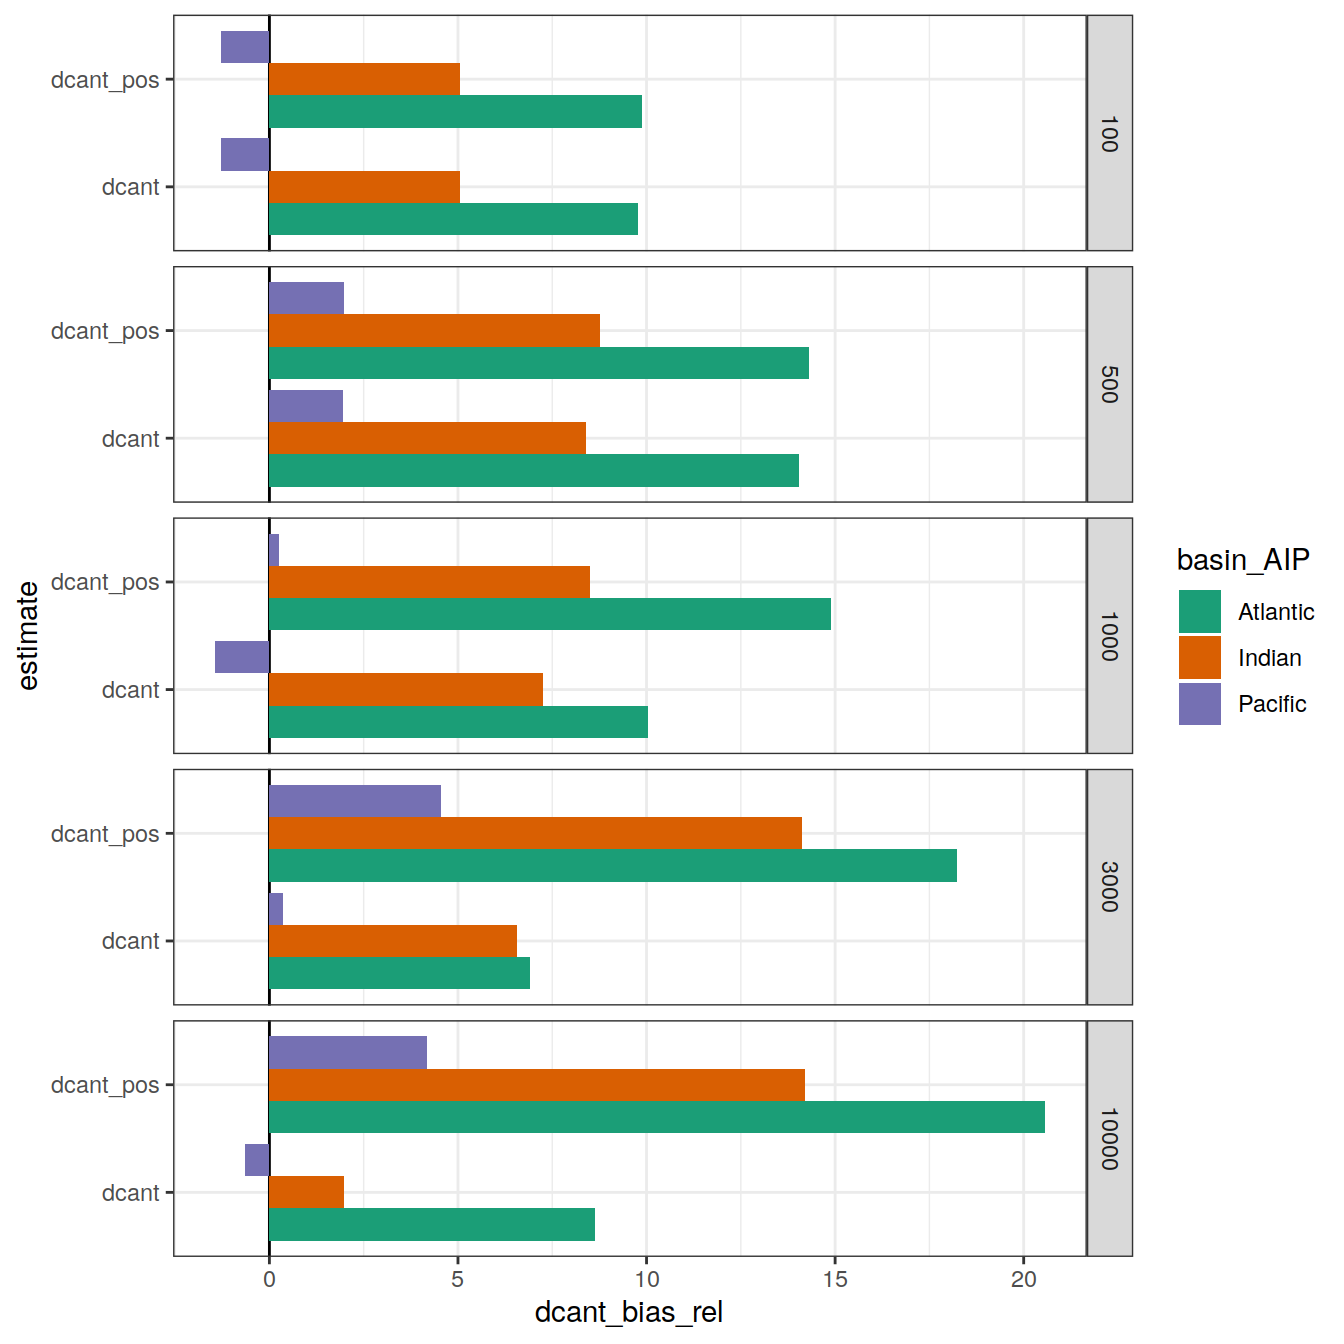 dcant_pos
dcant
100
dcant_pos
dcant
500
dcant_pos
dcant
1000
dcant_pos
dcant
3000
dcant_pos
dcant
10000
0 5 10 15 20
dcant_bias_rel
estimate
basin_AIP
Atlantic
Indian
Pacific